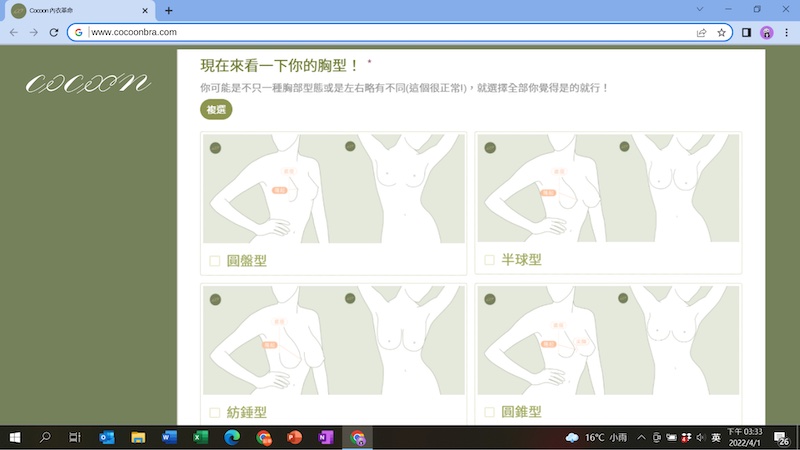 Cocoon 內衣革命
www.cocoonbra.com
cocoon
現在來看一下你的胸型！ *
你可能是不只一種胸部型態或是左右略有不同(這個很正常!)，就選擇全部你覺得是的就行！
複選
圓盤型
半球型
紡錘型
圓錐型
16°C 小雨
英
下午 03:33
2022/4/1
26